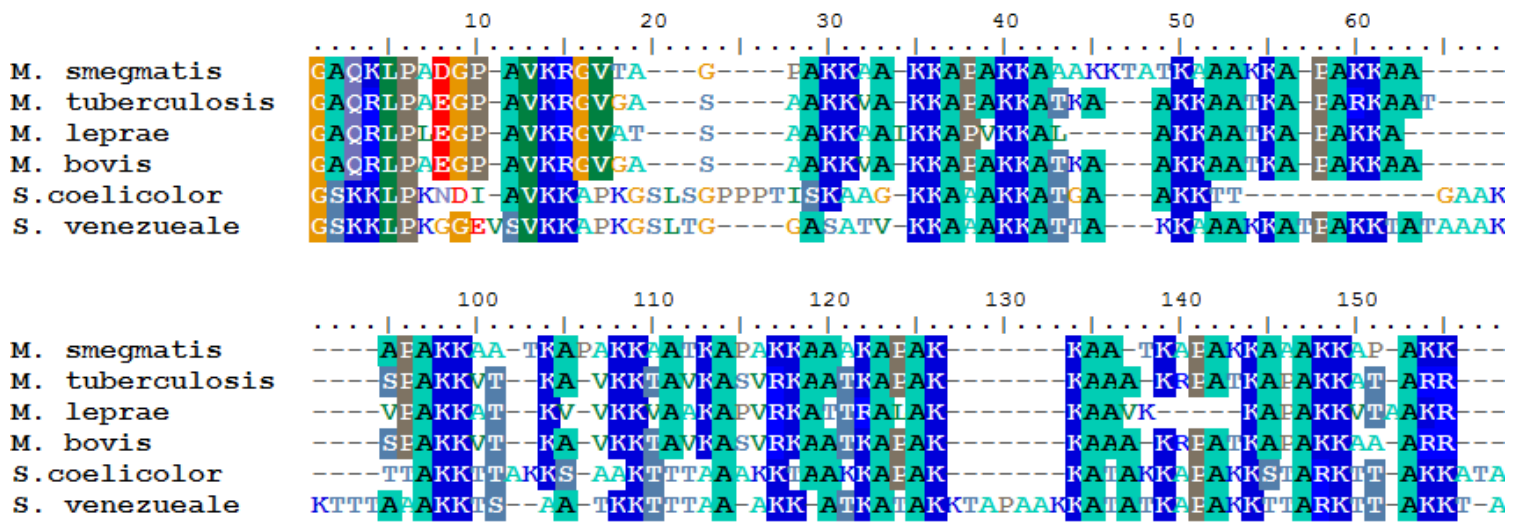 10 20 30 40 50 60
....|....|....|....|....|....|....|....|....|....|....|....|....|...
M. smegmatis GAQKLPADGP-AVKRGVTA---G----PAKKAA-KKAPAKKAAAKKTATKAAAKKA-PAKKAA-----
M. tuberculosis GAQRLPAEGP-AVKRGVGA---S----AAKKVA-KKAPAKKATKA---AKKAATKA-PARKAAT----
M. leprae GAQRLPLEGP-AVKRGVAT---S----AAKKAAIKKAPVKKAL-----AKKAATKA-PAKKA------
M. bovis GAQRLPAEGP-AVKRGVGA---S----AAKKVA-KKAPAKKATKA---AKKAATKA-PAKKAA-----
S.coelicolor GSKKLPKNDI-AVKKAPKGSLSGPPPTISKAAG-KKAAAKKATGA---AKKTT-----------GAAK
S. venezueale GSKKLPKGGEVSVKKAPKGSLTG----GASATV-KKAAAKKATTA---KKAAAKKATPAKKTATAAAK
100 110 120 130 140 150
....|....|....|....|....|....|....|....|....|....|....|....|....|...
M. smegmatis ----APAKKAA-TKAPAKKAATKAPAKKAAAKAPAK-------KAA-TKAPAKKAAAKKAP-AKK---
M. tuberculosis ----SPAKKVT--KA-VKKTAVKASVRKAATKAPAK-------KAAA-KRPATKAPAKKAT-ARR---
M. leprae ----VPAKKAT--KV-VKKVAAKAPVRKATTRALAK-------KAAVK-----KAPAKKVTAAKR---
M. bovis ----SPAKKVT--KA-VKKTAVKASVRKAATKAPAK-------KAAA-KRPATKAPAKKAA-ARR---
S.coelicolor ----TTAKKTTAKKS-AAKTTTAAAKKTAAKKAPAK-------KATAKKAPAKKSTARKTT-AKKATA
S. venezueale KTTTAAAKKTS--AA-TKKTTTAA-AKK-ATKATAKKTAPAAKKATATKAPAKKTTARKTT-AKKT-A